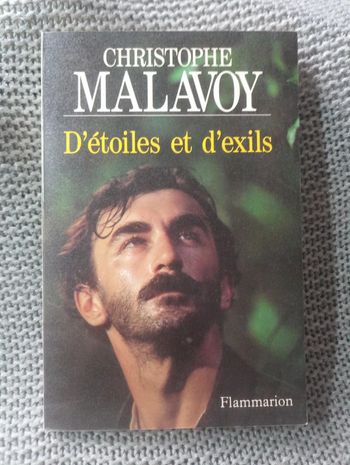 CHRISTOPHE
MALAVOY
D'étoiles et d'exils
Flammarion